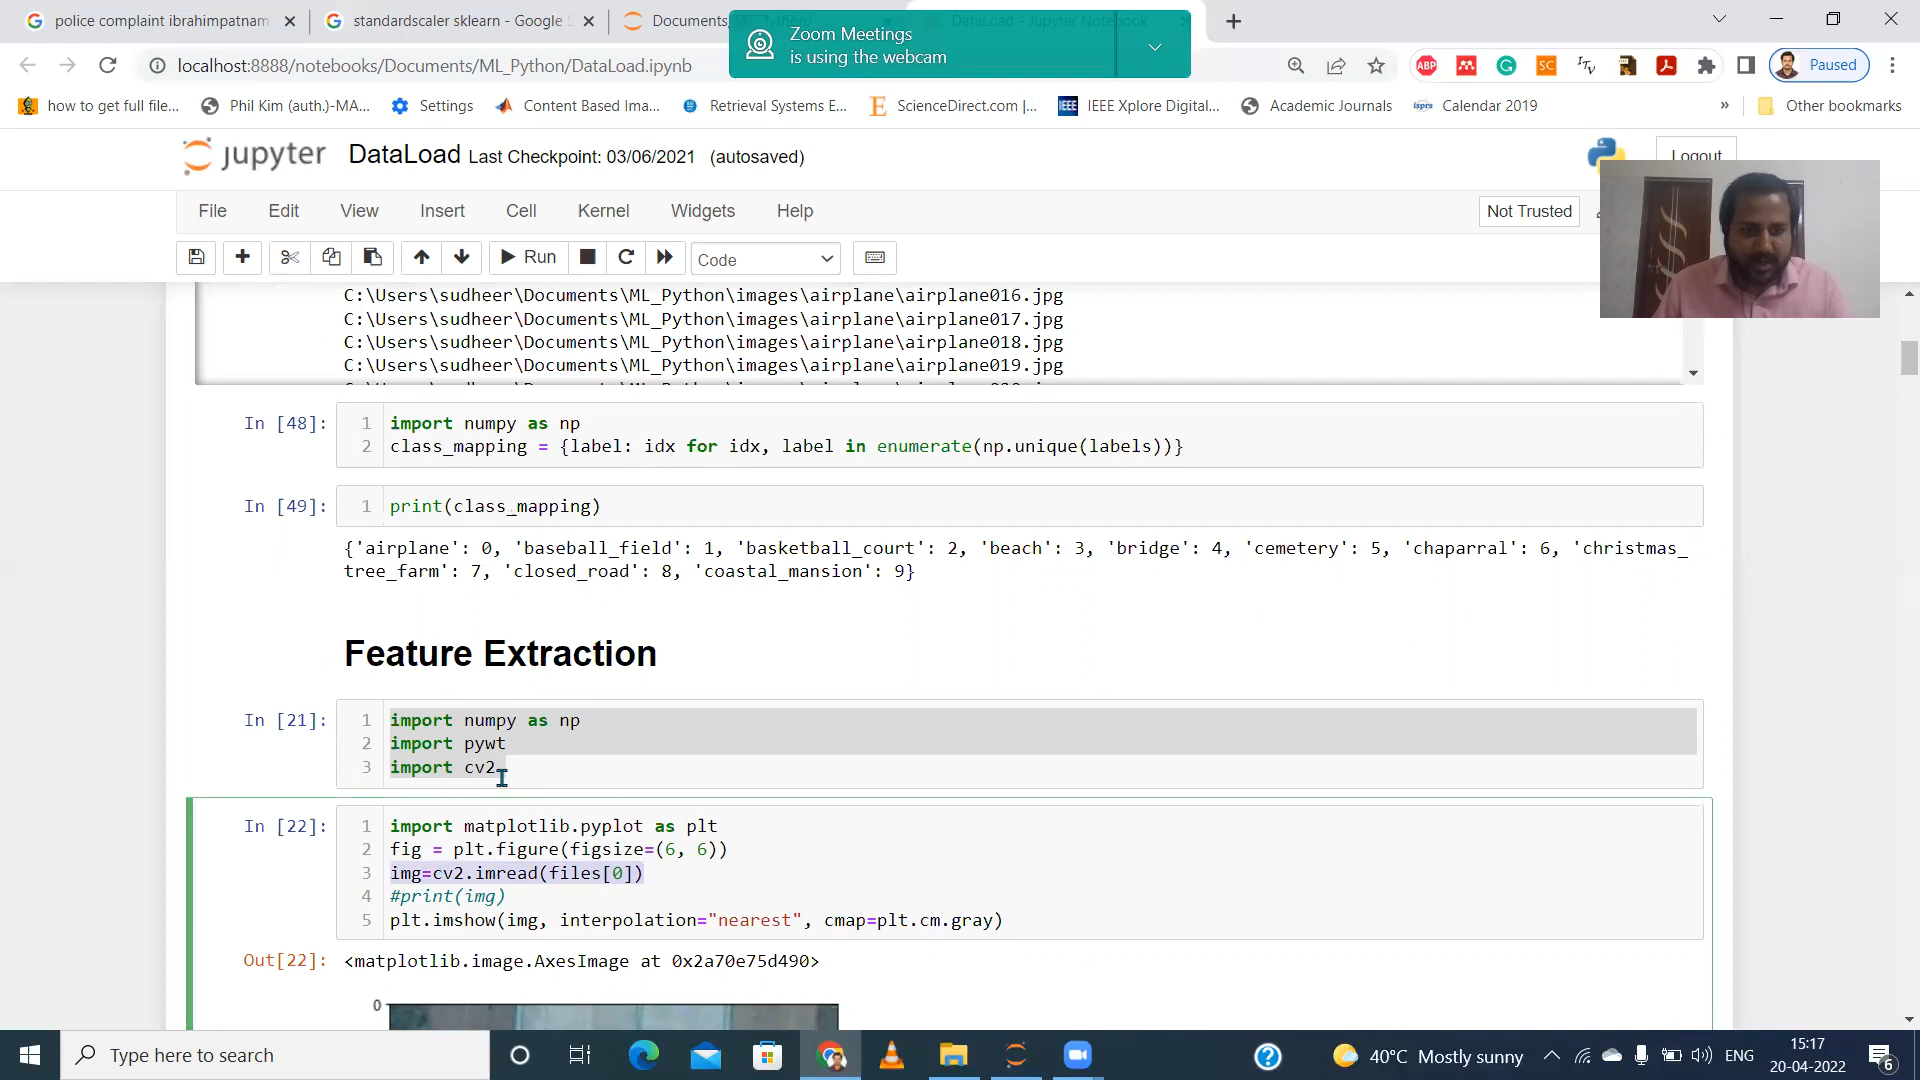 police complaint ibrahimpatnam
standardscaler sklearn - Google S
Documents/
DataLoad - Jupyter Notebook
Zoom Meetings
is using the webcam
localhost:8888/notebooks/Documents/ML_Python/DataLoad.ipynb
ABP
SC
Paused
how to get full file...
Phil Kim (auth.)-MA...
Settings
Content Based Ima...
Retrieval Systems E...
E
ScienceDirect.com |...
IEEE
IEEE Xplore Digital...
Academic Journals
isprs
Calendar 2019
»
Other bookmarks
jupyter
DataLoad Last Checkpoint: 03/06/2021 (autosaved)
Logout
File Edit View Insert Cell Kernel Widgets Help
Not Trusted
Run
Code
C:\Users\sudheer\Documents\ML_Python\images\airplane\airplane016.jpg
C:\Users\sudheer\Documents\ML_Python\images\airplane\airplane017.jpg
C:\Users\sudheer\Documents\ML_Python\images\airplane\airplane018.jpg
C:\Users\sudheer\Documents\ML_Python\images\airplane\airplane019.jpg
In [48]:
1 import numpy as np
2 class_mapping = {label: idx for idx, label in enumerate(np.unique(labels))}
In [49]:
1 print(class_mapping)
{'airplane': 0, 'baseball_field': 1, 'basketball_court': 2, 'beach': 3, 'bridge': 4, 'cemetery': 5, 'chaparral': 6, 'christmas_
tree_farm': 7, 'closed_road': 8, 'coastal_mansion': 9}
Feature Extraction
In [21]:
1 import numpy as np
2 import pywt
3 import cv2
In [22]:
1 import matplotlib.pyplot as plt
2 fig = plt.figure(figsize=(6, 6))
3 img=cv2.imread(files[0])
4 #print(img)
5 plt.imshow(img, interpolation="nearest", cmap=plt.cm.gray)
Out[22]: <matplotlib.image.AxesImage at 0x2a70e75d490>
0
Type here to search
40°C Mostly sunny
ENG
15:17
20-04-2022
6